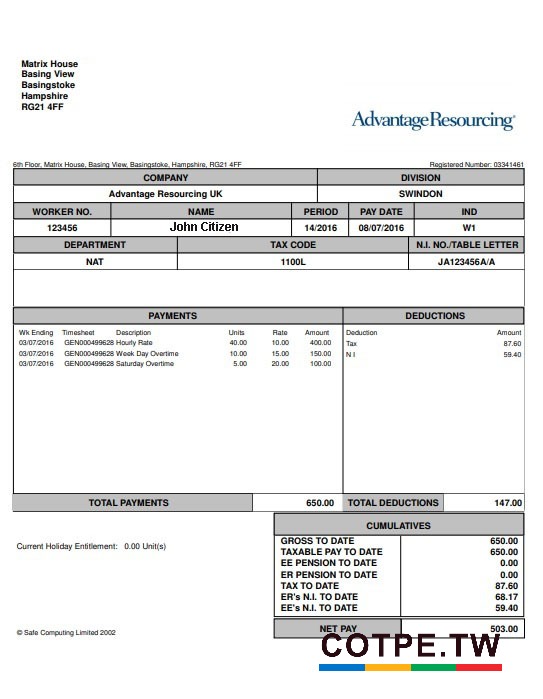 Matrix House
Basing View
Basingstoke
Hampshire
RG21 4FF
AdvantageResourcing
6th Floor, Matrix House, Basing View, Basingstoke, Hampshire, RG21 4FF Registered Number: 03341461
COMPANY DIVISION
Advantage Resourcing UK SWINDON
WORKER NO. NAME PERIOD PAY DATE IND
123456 John Citizen 14/2016 08/07/2016 W1
DEPARTMENT TAX CODE N.I. NO./TABLE LETTER
NAT 1100L JA123456A/A
PAYMENTS DEDUCTIONS
Wk Ending Timesheet Description Units Rate Amount Deduction Amount
03/07/2016 GEN000499628 Hourly Rate 40.00 10.00 400.00 Tax 87.60
03/07/2016 GEN000499628 Week Day Overtime 10.00 15.00 150.00 N I 59.40
03/07/2016 GEN000499628 Saturday Overtime 5.00 20.00 100.00
TOTAL PAYMENTS 650.00 TOTAL DEDUCTIONS 147.00
CUMULATIVES
Current Holiday Entitlement: 0.00 Unit(s)
GROSS TO DATE 650.00
TAXABLE PAY TO DATE 650.00
EE PENSION TO DATE 0.00
ER PENSION TO DATE 0.00
TAX TO DATE 87.60
ER's N.I. TO DATE 68.17
EE's N.I. TO DATE 59.40
© Safe Computing Limited 2002
NET PAY 503.00
COTPE.TW